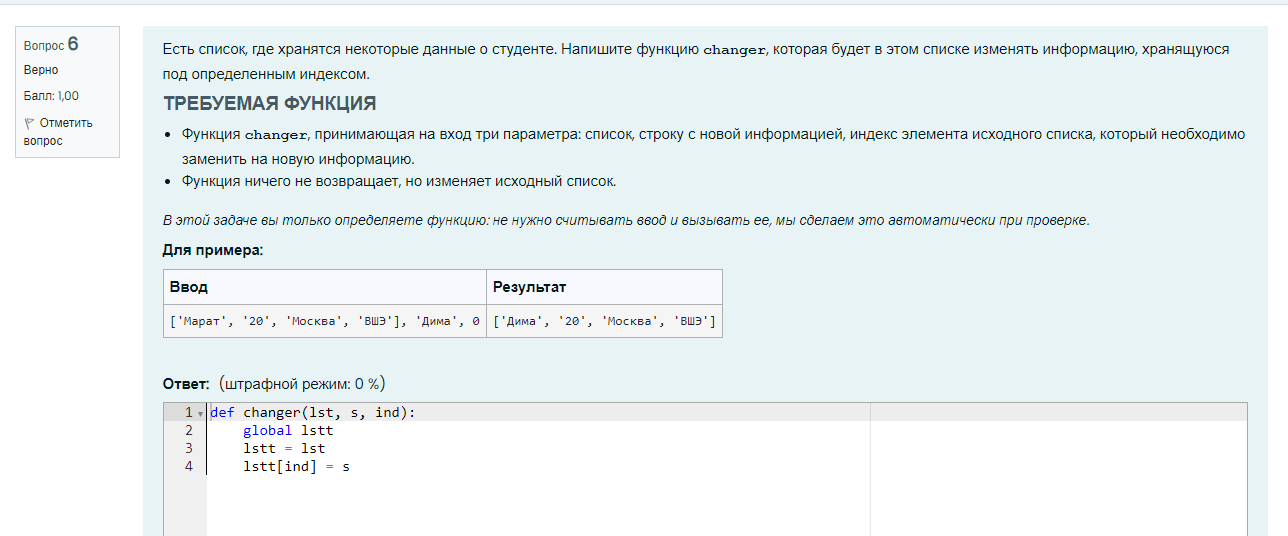 Вопрос 6
Верно
Балл: 1,00
Отметить
вопрос
Есть список, где хранятся некоторые данные о студенте. Напишите функцию changer, которая будет в этом списке изменять информацию, хранящуюся
под определенным индексом.
ТРЕБУЕМАЯ ФУНКЦИЯ
• Функция changer, принимающая на вход три параметра: список, строку с новой информацией, индекс элемента исходного списка, который необходимо
заменить на новую информацию.
• Функция ничего не возвращает, но изменяет исходный список.
В этой задаче вы только определяете функцию: не нужно считывать ввод и вызывать ее, мы сделаем это автоматически при проверке.
Для примера:
Ввод Результат
['Марат', '20', 'Москва', 'ВШЭ'], 'Дима', 0 ['Дима', '20', 'Москва', 'ВШЭ']
Ответ: (штрафной режим: 0 %)
1 def changer(lst, s, ind):
2 global lstt
3 lstt = lst
4 lstt[ind] = s